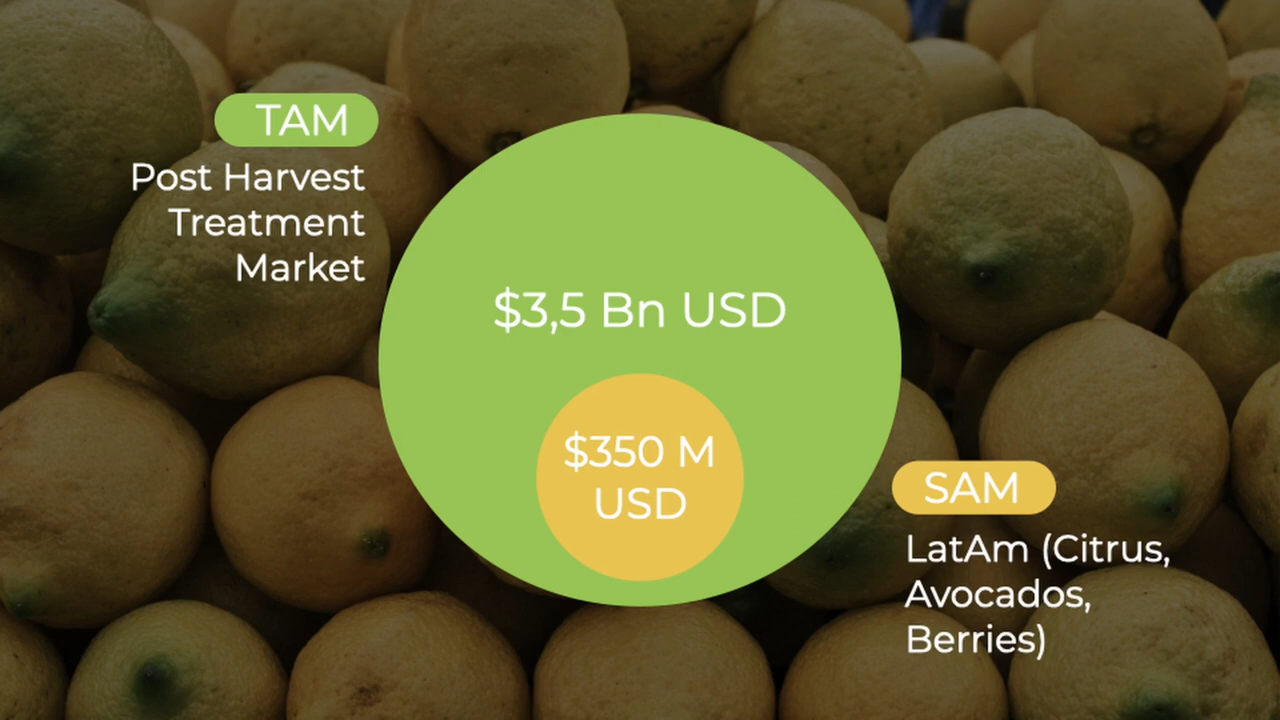 TAM
Post Harvest
Treatment
Market
$3,5 Bn USD
$350 M
USD
SAM
LatAm (Citrus,
Avocados,
Berries)